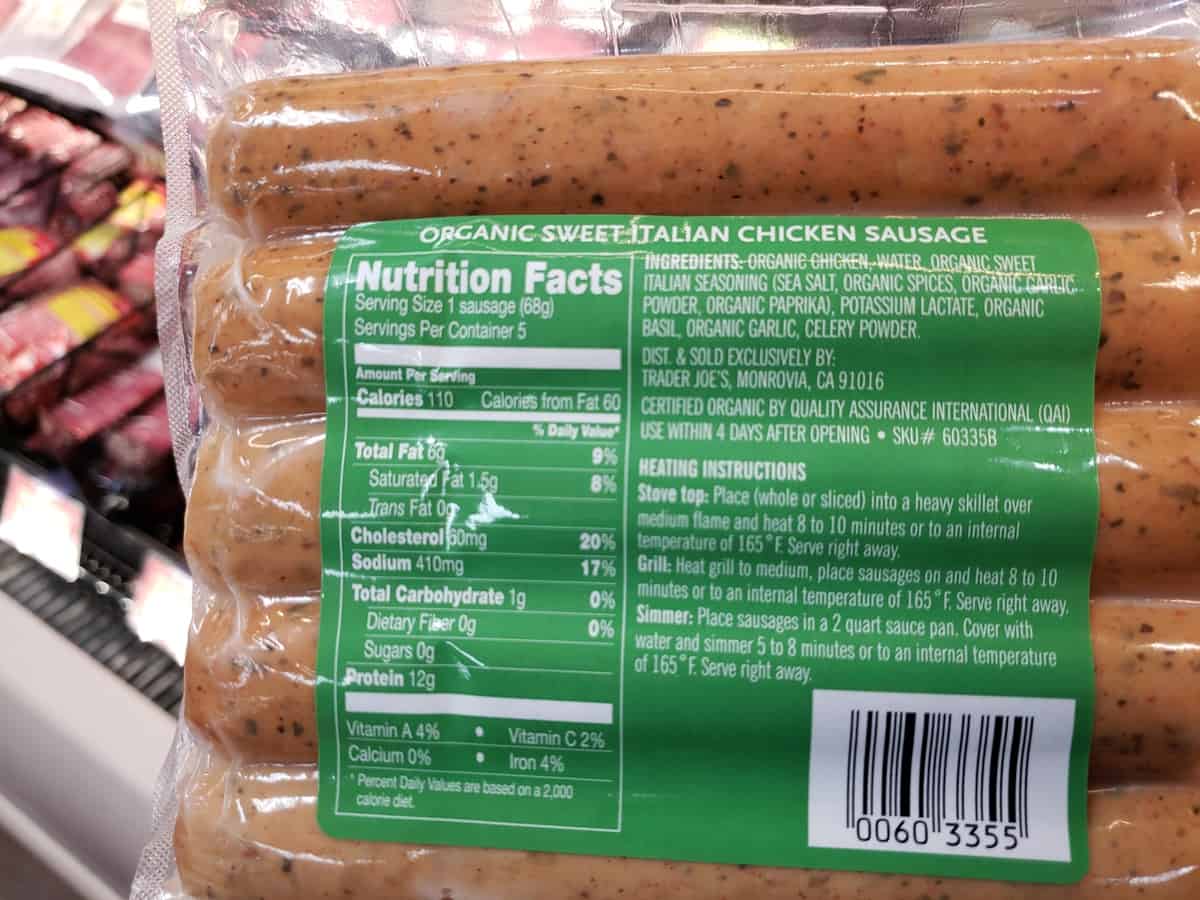 ORGANIC SWEET ITALIAN CHICKEN SAUSAGE
Nutrition Facts
Serving Size 1 sausage (68g)
Servings Per Container 5
Amount Per Serving
Calories 110 Calories from Fat 60
% Daily Value*
Total Fat 6g 9%
Saturated Fat 1.5g 8%
Trans Fat 0g
Cholesterol 60mg 20%
Sodium 410mg 17%
Total Carbohydrate 1g 0%
Dietary Fiber 0g 0%
Sugars 0g
Protein 12g
Vitamin A 4% • Vitamin C 2%
Calcium 0% • Iron 4%
* Percent Daily Values are based on a 2,000
calorie diet.
INGREDIENTS: ORGANIC CHICKEN, WATER, ORGANIC SWEET
ITALIAN SEASONING (SEA SALT, ORGANIC SPICES, ORGANIC GARLIC
POWDER, ORGANIC PAPRIKA), POTASSIUM LACTATE, ORGANIC
BASIL, ORGANIC GARLIC, CELERY POWDER.
DIST. & SOLD EXCLUSIVELY BY:
TRADER JOE'S, MONROVIA, CA 91016
CERTIFIED ORGANIC BY QUALITY ASSURANCE INTERNATIONAL (QAI)
USE WITHIN 4 DAYS AFTER OPENING • SKU# 60335B
HEATING INSTRUCTIONS
Stove top: Place (whole or sliced) into a heavy skillet over
medium flame and heat 8 to 10 minutes or to an internal
temperature of 165°F. Serve right away.
Grill: Heat grill to medium, place sausages on and heat 8 to 10
minutes or to an internal temperature of 165°F. Serve right away.
Simmer: Place sausages in a 2 quart sauce pan. Cover with
water and simmer 5 to 8 minutes or to an internal temperature
of 165°F. Serve right away.
0060 3355